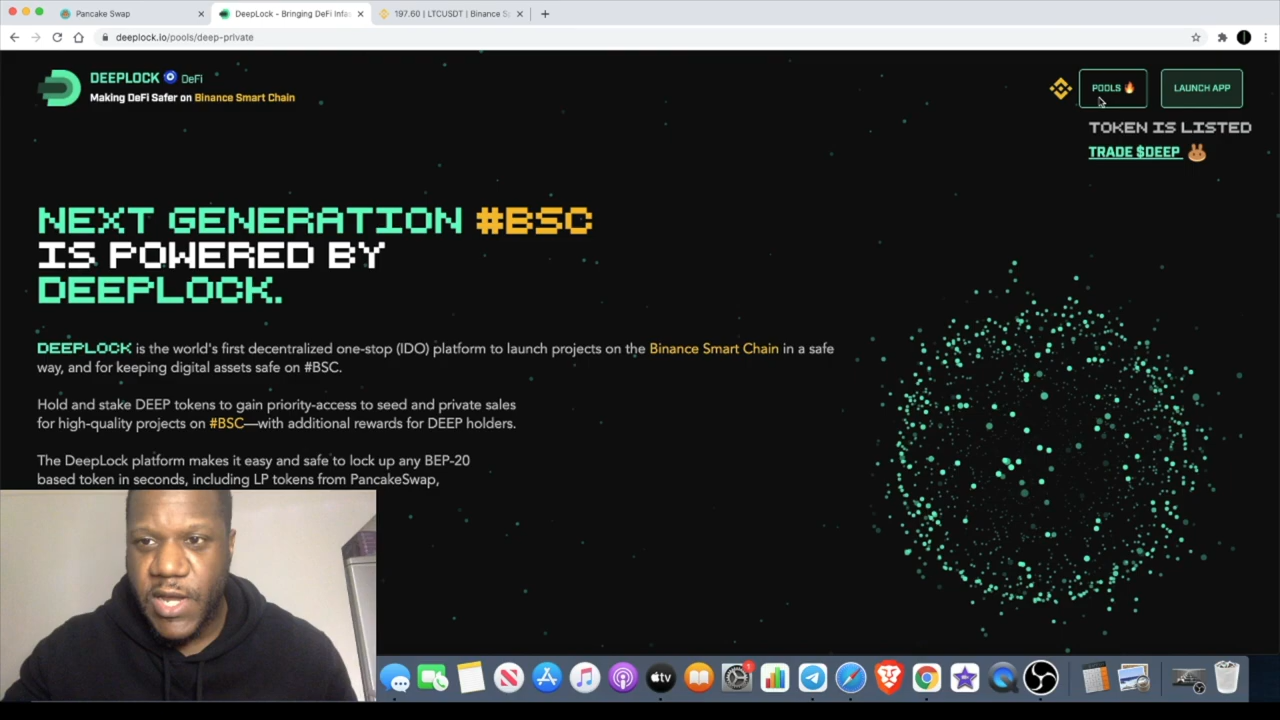 Pancake Swap
DeepLock - Bringing DeFi Infas
197.60 | LTCUSDT | Binance Sp
deeplock.io/pools/deep-private
DEEPLOCK DeFi
Making DeFi Safer on Binance Smart Chain
POOLS 🔥
LAUNCH APP
TOKEN IS LISTED
TRADE $DEEP
NEXT GENERATION #BSC
IS POWERED BY
DEEPLOCK.
DEEPLOCK is the world's first decentralized one-stop (IDO) platform to launch projects on the Binance Smart Chain in a safe
way, and for keeping digital assets safe on #BSC.
Hold and stake DEEP tokens to gain priority-access to seed and private sales
for high-quality projects on #BSC—with additional rewards for DEEP holders.
The DeepLock platform makes it easy and safe to lock up any BEP-20
based token in seconds, including LP tokens from PancakeSwap,
tv
1